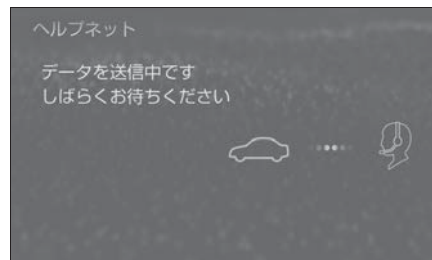 ヘルプネット
データを送信中です
しばらくお待ちください